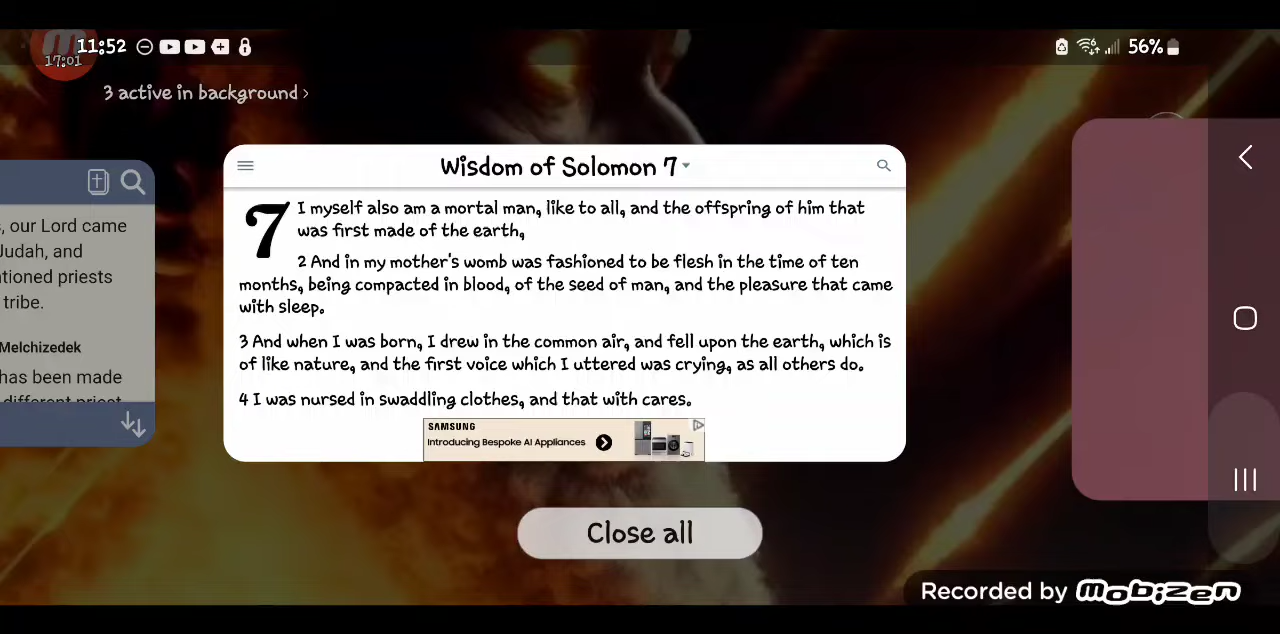 11:52
56%
17:01
3 active in background >
Wisdom of Solomon 7
7 I myself also am a mortal man, like to all, and the offspring of him that
was first made of the earth,
2 And in my mother's womb was fashioned to be flesh in the time of ten
months, being compacted in blood, of the seed of man, and the pleasure that came
with sleep.
3 And when I was born, I drew in the common air, and fell upon the earth, which is
of like nature, and the first voice which I uttered was crying, as all others do.
4 I was nursed in swaddling clothes, and that with cares.
SAMSUNG
Introducing Bespoke AI Appliances
, our Lord came
Judah, and
tioned priests
tribe.
Melchizedek
has been made
different priest
Close all
Recorded by mobizen